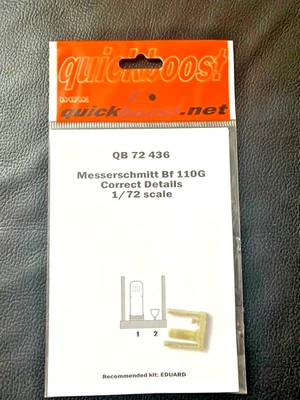 quickboost
www.
quickboost.net
QB 72 436
Messerschmitt Bf 110G
Correct Details
1/72 scale
1 2
Recommended kit: EDUARD